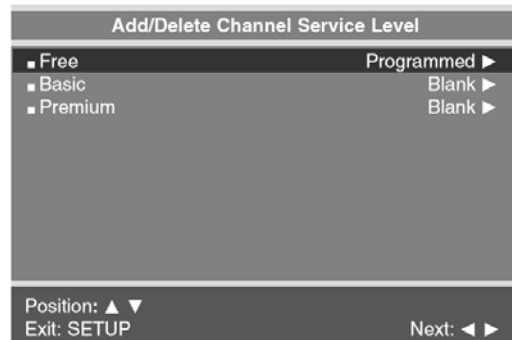 Add/Delete Channel Service Level
▪ Free Programmed ►
▪ Basic Blank ►
▪ Premium Blank ►
Position: ▲ ▼
Exit: SETUP Next: ◄ ►